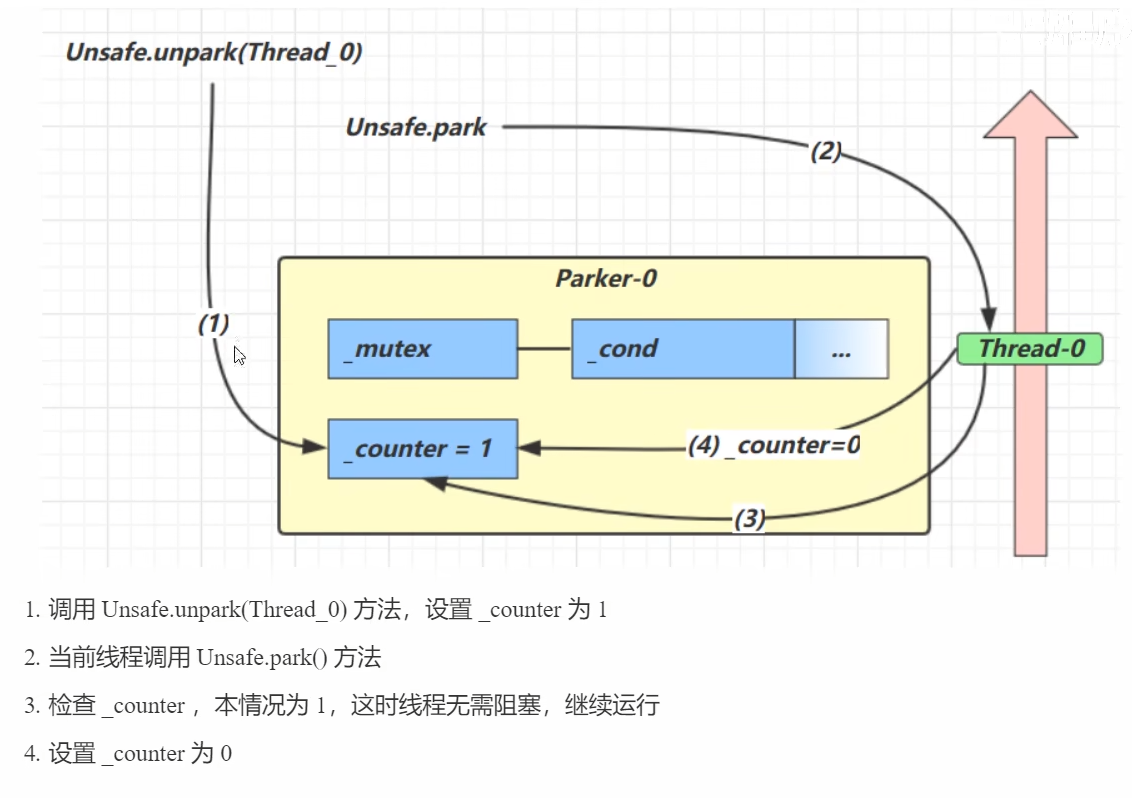 Unsafe.unpark(Thread_0)
Unsafe.park
(2)
Parker-0
(1)
_mutex
_cond
...
Thread-0
_counter = 1
(4) _counter=0
(3)
1. 调用 Unsafe.unpark(Thread_0) 方法，设置 _counter 为 1
2. 当前线程调用 Unsafe.park() 方法
3. 检查 _counter ，本情况为 1，这时线程无需阻塞，继续运行
4. 设置 _counter 为 0